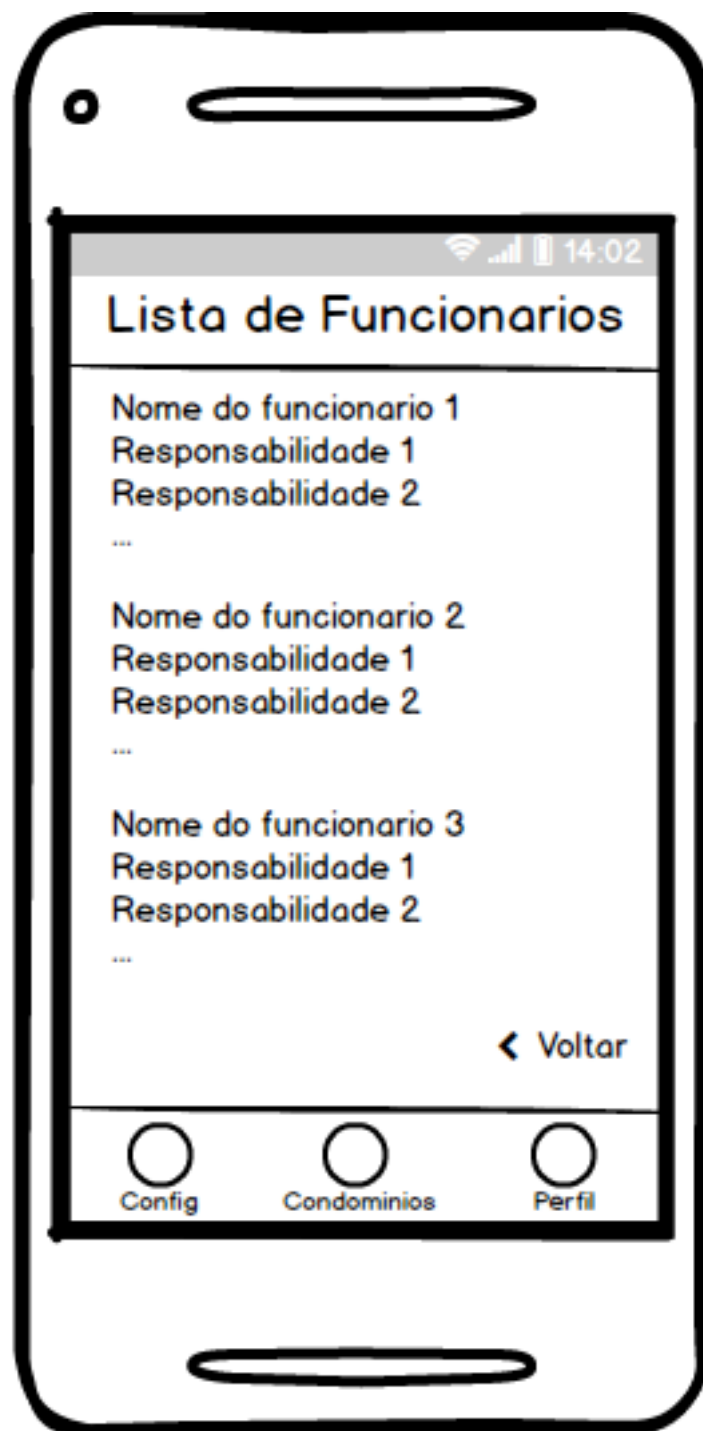 14:02
Lista de Funcionarios
Nome do funcionario 1
Responsabilidade 1
Responsabilidade 2
...
Nome do funcionario 2
Responsabilidade 1
Responsabilidade 2
...
Nome do funcionario 3
Responsabilidade 1
Responsabilidade 2
...
Voltar
Config Condominios Perfil